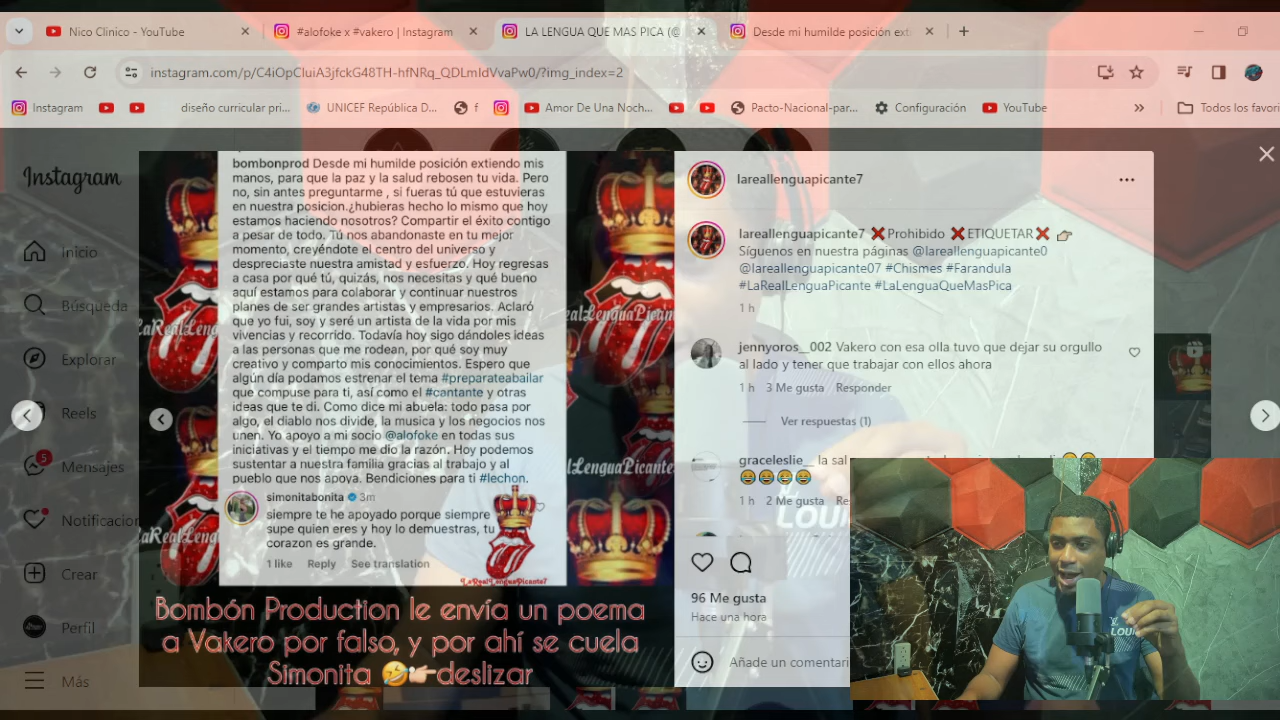 Nico Clinico - YouTube
#alofoke x #vakero | Instagram
LA LENGUA QUE MAS PICA (@
Desde mi humilde posición ext
instagram.com/p/C4iOpCluiA3jfckG48TH-hfNRq_QDLmIdVvaPw0/?img_index=2
Instagram
diseño curricular pri...
UNICEF República D...
f
Amor De Una Noch...
Pacto-Nacional-par...
Configuración
YouTube
Todos los favori
Instagram
Inicio
Búsqueda
Explorar
Reels
5
Mensajes
Notificacion
Crear
Perfil
Más
bombonprod Desde mi humilde posición extiendo mis
manos, para que la paz y la salud rebosen tu vida. Pero
no, sin antes preguntarme , si fueras tú que estuvieras
en nuestra posicion.¿hubieras hecho lo mismo que hoy
estamos haciendo nosotros? Compartir el éxito contigo
a pesar de todo. Tú nos abandonaste en tu mejor
momento, creyéndote el centro del universo y
despreciaste nuestra amistad y esfuerzo. Hoy regresas
a casa por qué tú, quizás, nos necesitas y qué bueno
aquí estamos para colaborar y continuar nuestros
planes de ser grandes artistas y empresarios. Aclaró
que yo fui, soy y seré un artista de la vida por mis
vivencias y recorrido. Todavía hoy sigo dándoles ideas
a las personas que me rodean, por qué soy muy
creativo y comparto mis conocimientos. Espero que
algún día podamos estrenar el tema #preparateabailar
que compuse para ti, así como el #cantante y otras
ideas que te di. Como dice mi abuela: todo pasa por
algo, el diablo nos divide, la musica y los negocios nos
unen. Yo apoyo a mi socio @alofoke en todas sus
iniciativas y el tiempo me dio la razón. Hoy podemos
sustentar a nuestra familia gracias al trabajo y al
pueblo que nos apoya. Bendiciones para ti #lechon.
simonitabonita 3m
siempre te he apoyado porque siempre
supe quien eres y hoy lo demuestras, tu
corazon es grande.
1 like Reply See translation
LaRealLenguaPicante7
Bombón Production le envía un poema
a Vakero por falso, y por ahí se cuela
Simonita 🤣👉deslizar
lareallenguapicante7
lareallenguapicante7 ❌Prohibido ❌ETIQUETAR❌ 👉
Síguenos en nuestra páginas @lareallenguapicante0
@lareallenguapicante07 #Chismes #Farandula
#LaRealLenguaPicante #LaLenguaQueMasPica
1 h
jennyoros__002 Vakero con esa olla tuvo que dejar su orgullo
al lado y tener que trabajar con ellos ahora
1 h 3 Me gusta Responder
Ver respuestas (1)
graceleslie__ la sal
😂😂😂😂
1 h 2 Me gusta Re
96 Me gusta
Hace una hora
Añade un comentari
LOUI
LOUI